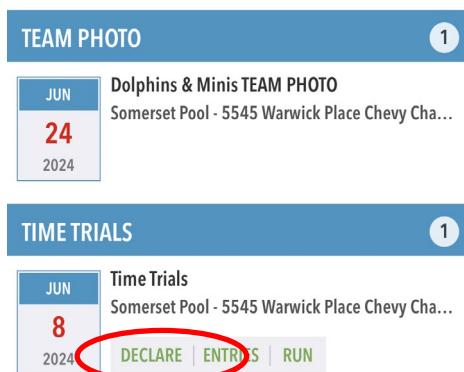 TEAM PHOTO 1
JUN
24
2024
Dolphins & Minis TEAM PHOTO
Somerset Pool - 5545 Warwick Place Chevy Cha...
TIME TRIALS 1
JUN
8
2024
Time Trials
Somerset Pool - 5545 Warwick Place Chevy Cha...
DECLARE | ENTRIES | RUN